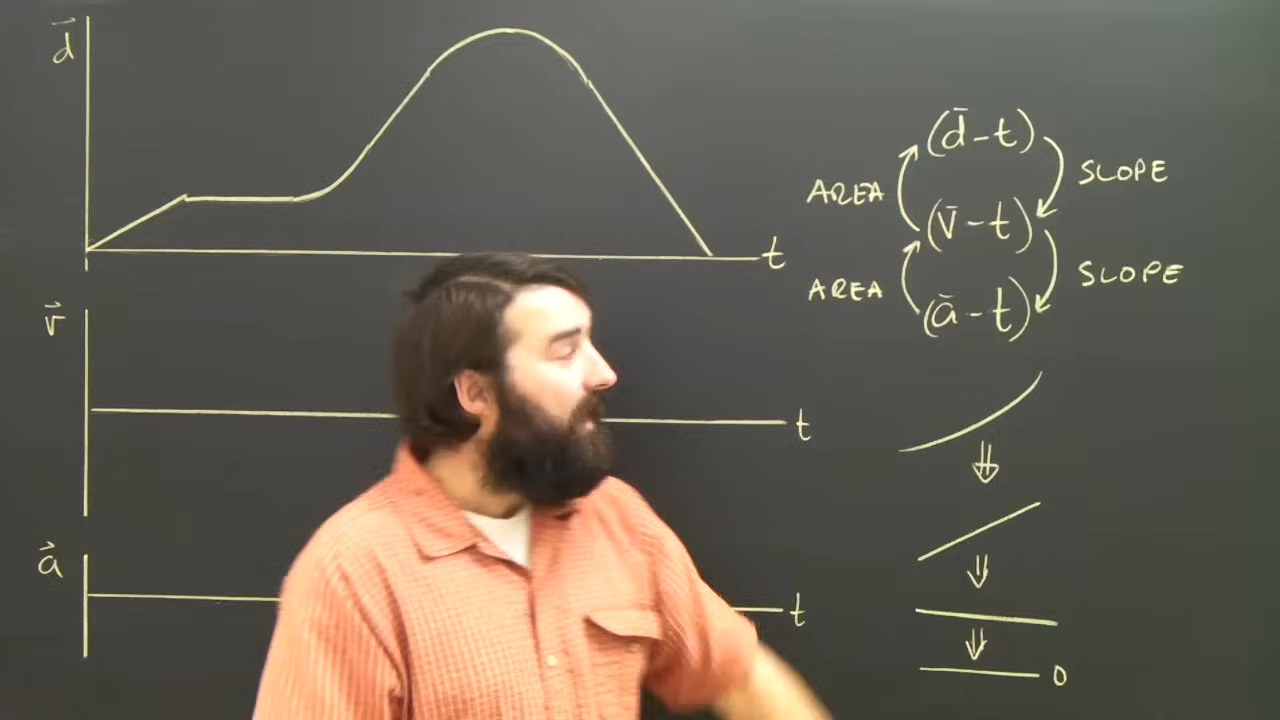 d⃗
t
v⃗
t
a⃗
t
(d̄-t)
AREA
SLOPE
(v̄-t)
AREA
SLOPE
(ā-t)
0